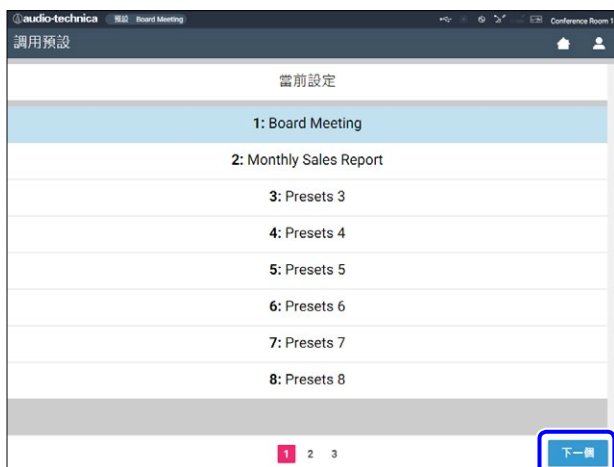 audio-technica 預設 Board Meeting Conference Room 1
調用預設
當前設定
1: Board Meeting
2: Monthly Sales Report
3: Presets 3
4: Presets 4
5: Presets 5
6: Presets 6
7: Presets 7
8: Presets 8
1 2 3 下一個